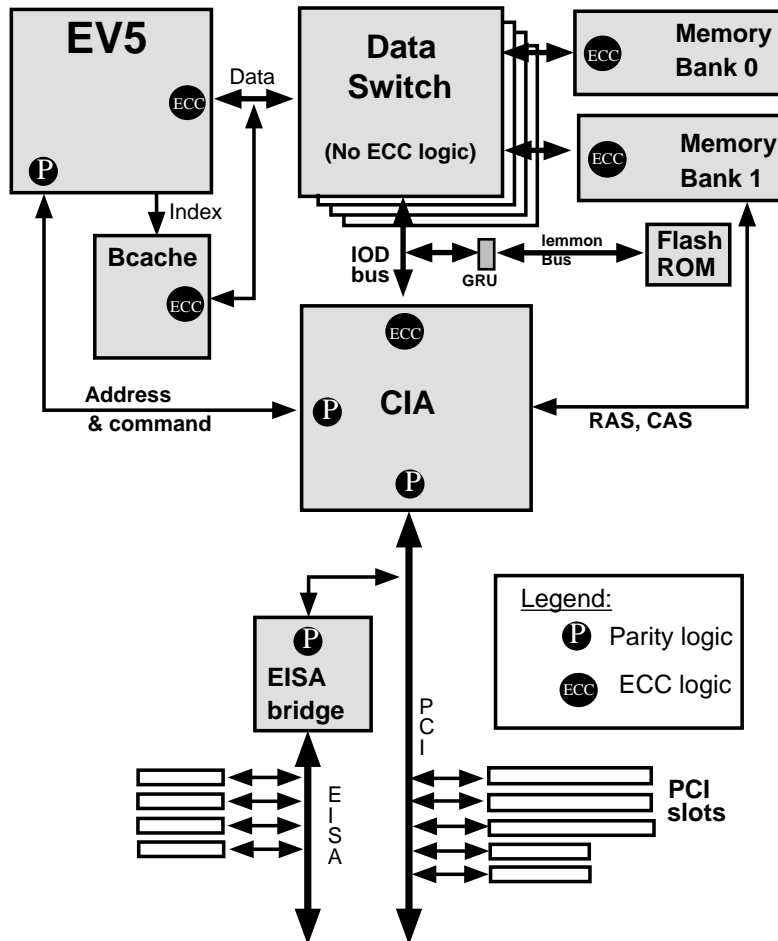 EV5
ECC
P
Data
Data
Switch
(No ECC logic)
ECC
Memory
Bank 0
ECC
Memory
Bank 1
Index
Bcache
ECC
IOD
bus
GRU
lemmon
Bus
Flash
ROM
ECC
CIA
P
P
Address
& command
RAS, CAS
P
EISA
bridge
PCI
EISA
Legend:
P Parity logic
ECC ECC logic
PCI
slots